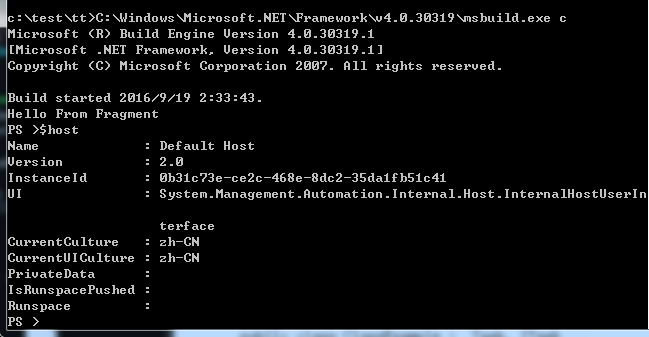 c:\test\tt>C:\Windows\Microsoft.NET\Framework\v4.0.30319\msbuild.exe c
Microsoft (R) Build Engine Version 4.0.30319.1
[Microsoft .NET Framework, Version 4.0.30319.1]
Copyright (C) Microsoft Corporation 2007. All rights reserved.
Build started 2016/9/19 2:33:43.
Hello From Fragment
PS >$host
Name : Default Host
Version : 2.0
InstanceId : 0b31c73e-ce2c-468e-8dc2-35da1fb51c41
UI : System.Management.Automation.Internal.Host.InternalHostUserIn
terface
CurrentCulture : zh-CN
CurrentUICulture : zh-CN
PrivateData :
IsRunspacePushed :
Runspace :
PS >